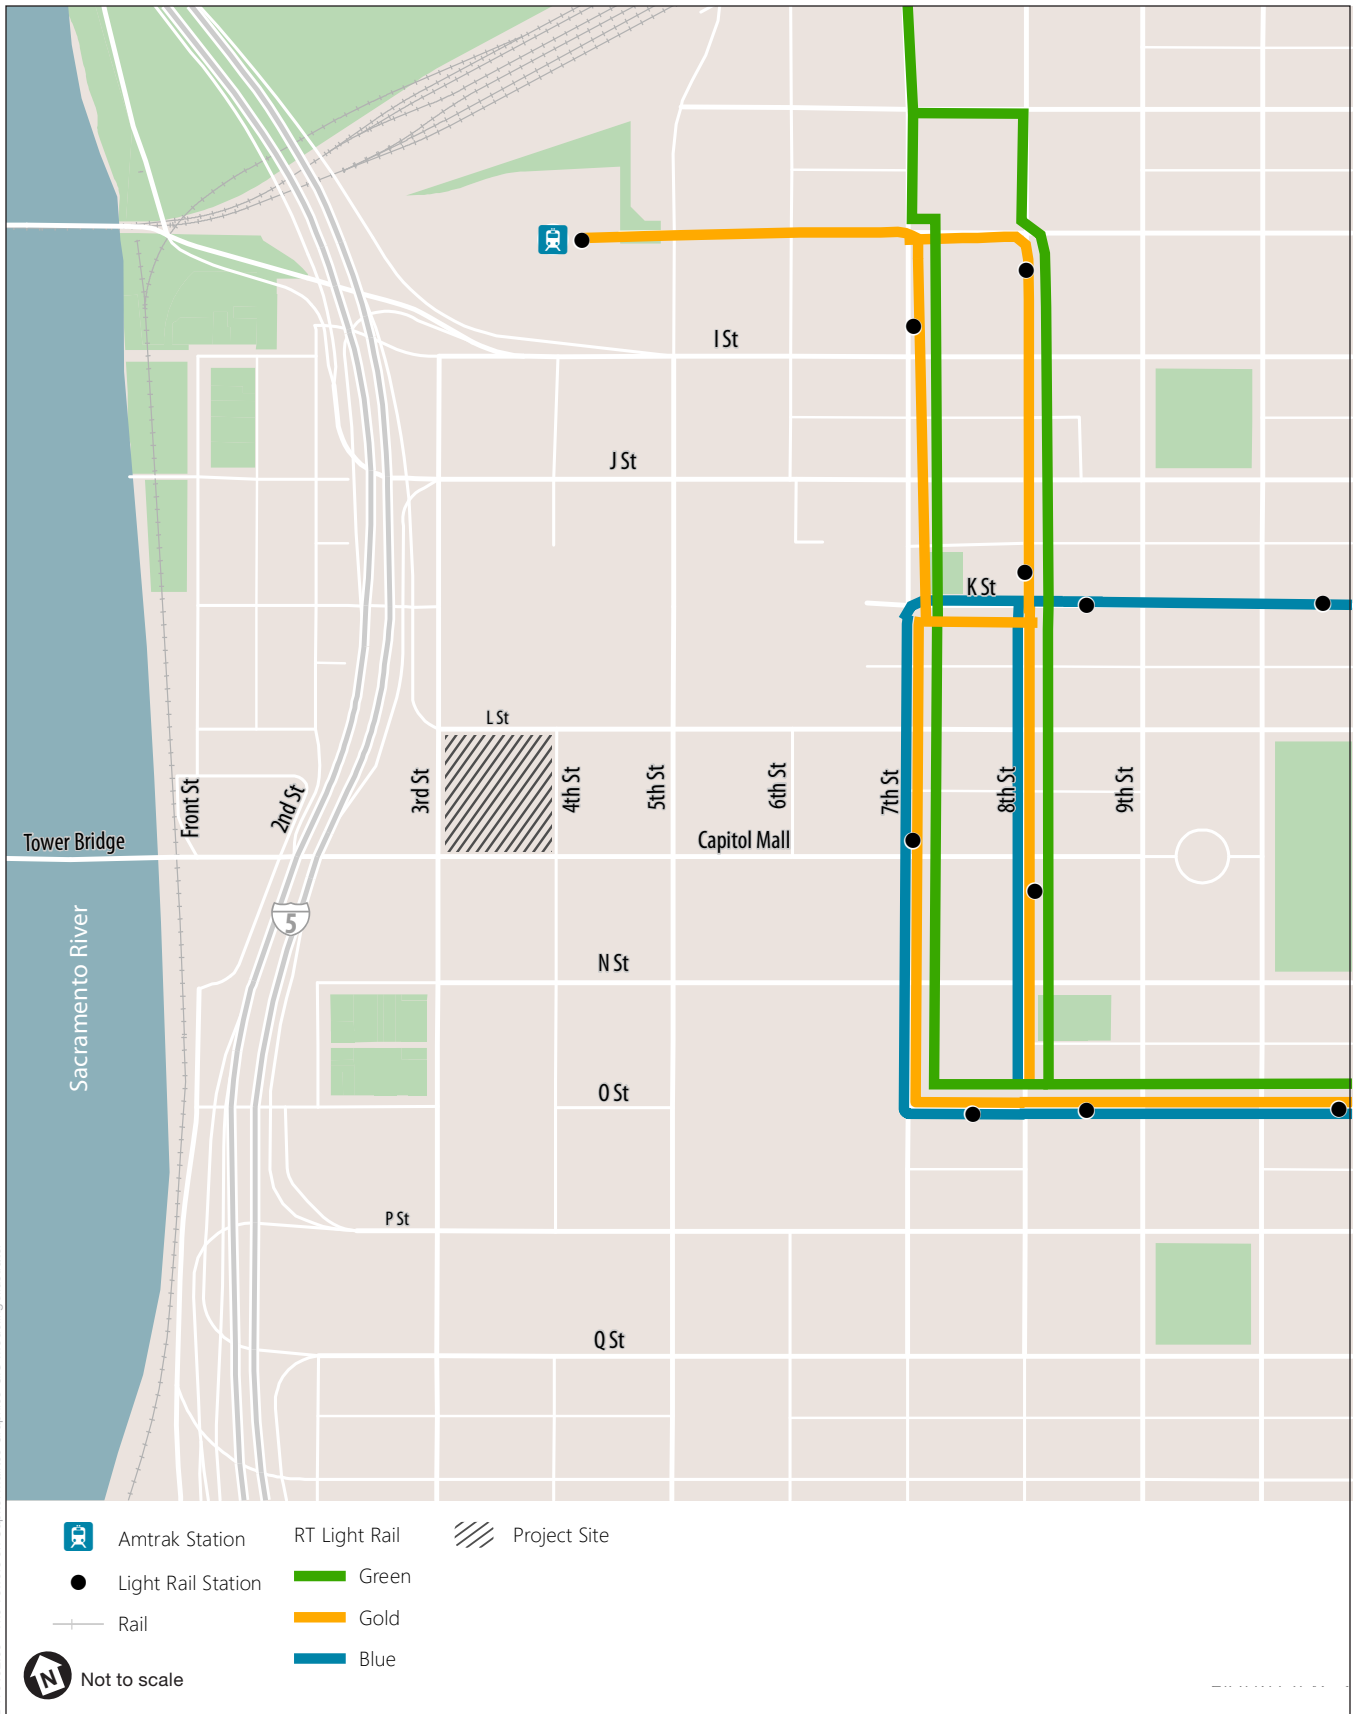 I St
J St
K St
L St
3rd St
4th St
5th St
6th St
7th St
8th St
9th St
Front St
2nd St
Tower Bridge
Capitol Mall
5
Sacramento River
N St
O St
P St
Q St
Amtrak Station
Light Rail Station
Rail
N
Not to scale
RT Light Rail
Green
Gold
Blue
Project Site